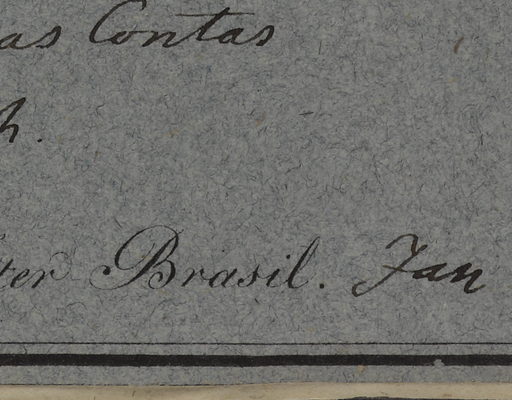 as Contas
h.
ter Brasil. Jan